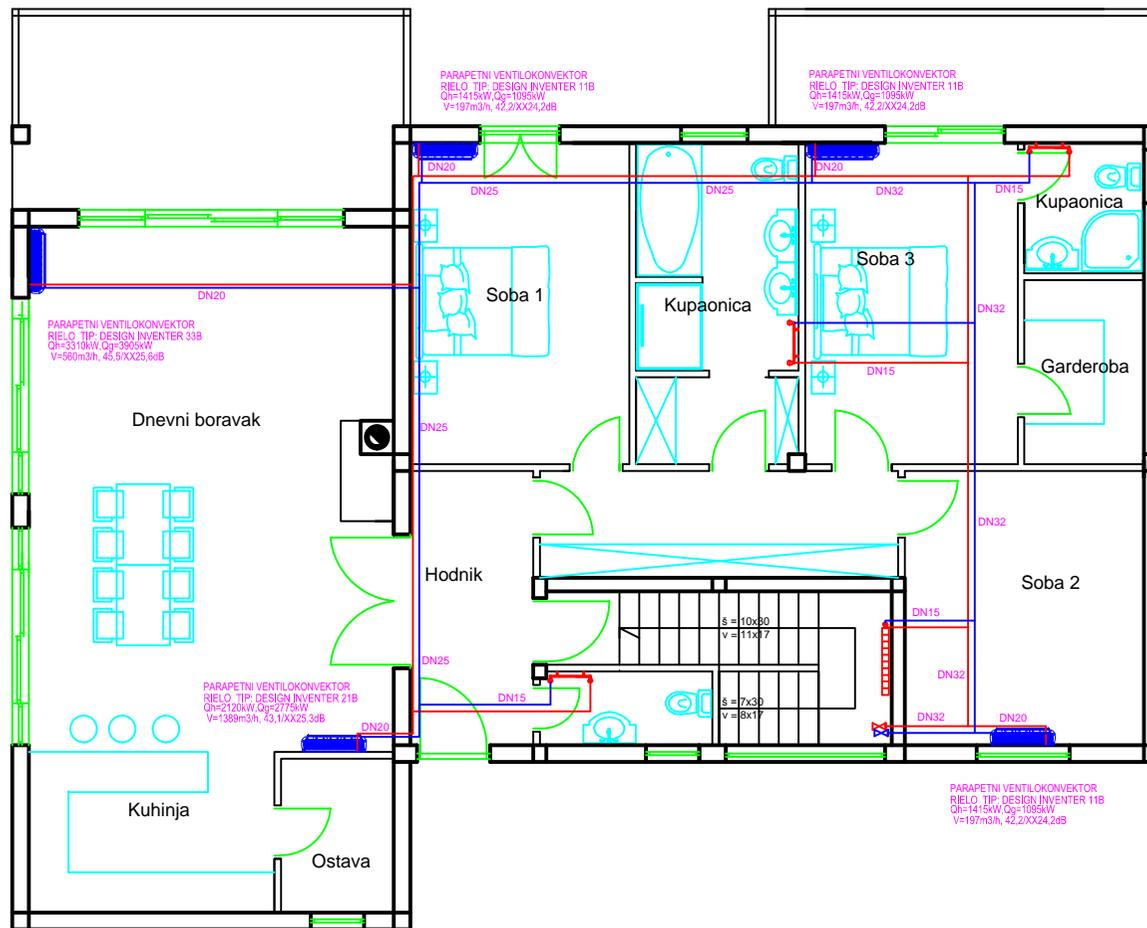 PARAPETNI VENTILOKONVEKTOR
RIELO TIP: DESIGN INVENTER 11B
Qh=1415kW,Qg=1095kW
V=197m3/h, 42,2/XX24,2dB
PARAPETNI VENTILOKONVEKTOR
RIELO TIP: DESIGN INVENTER 11B
Qh=1415kW,Qg=1095kW
V=197m3/h, 42,2/XX24,2dB
DN20
DN25
DN25
DN20
DN32
DN15
Kupaonica
Soba 3
Soba 1
DN20
Kupaonica
DN32
PARAPETNI VENTILOKONVEKTOR
RIELO TIP: DESIGN INVENTER 33B
Qh=3310kW,Qg=3905kW
V=560m3/h, 45,5/XX25,6dB
DN15
Garderoba
Dnevni boravak
DN25
DN32
Hodnik
Soba 2
DN15
š = 10x30
v = 11x17
DN25
DN32
PARAPETNI VENTILOKONVEKTOR
RIELO TIP: DESIGN INVENTER 21B
Qh=2120kW,Qg=2775kW
V=1389m3/h, 43,1/XX25,3dB
DN15
š = 7x30
v = 8x17
DN20
DN32
DN20
PARAPETNI VENTILOKONVEKTOR
RIELO TIP: DESIGN INVENTER 11B
Qh=1415kW,Qg=1095kW
V=197m3/h, 42,2/XX24,2dB
Kuhinja
Ostava